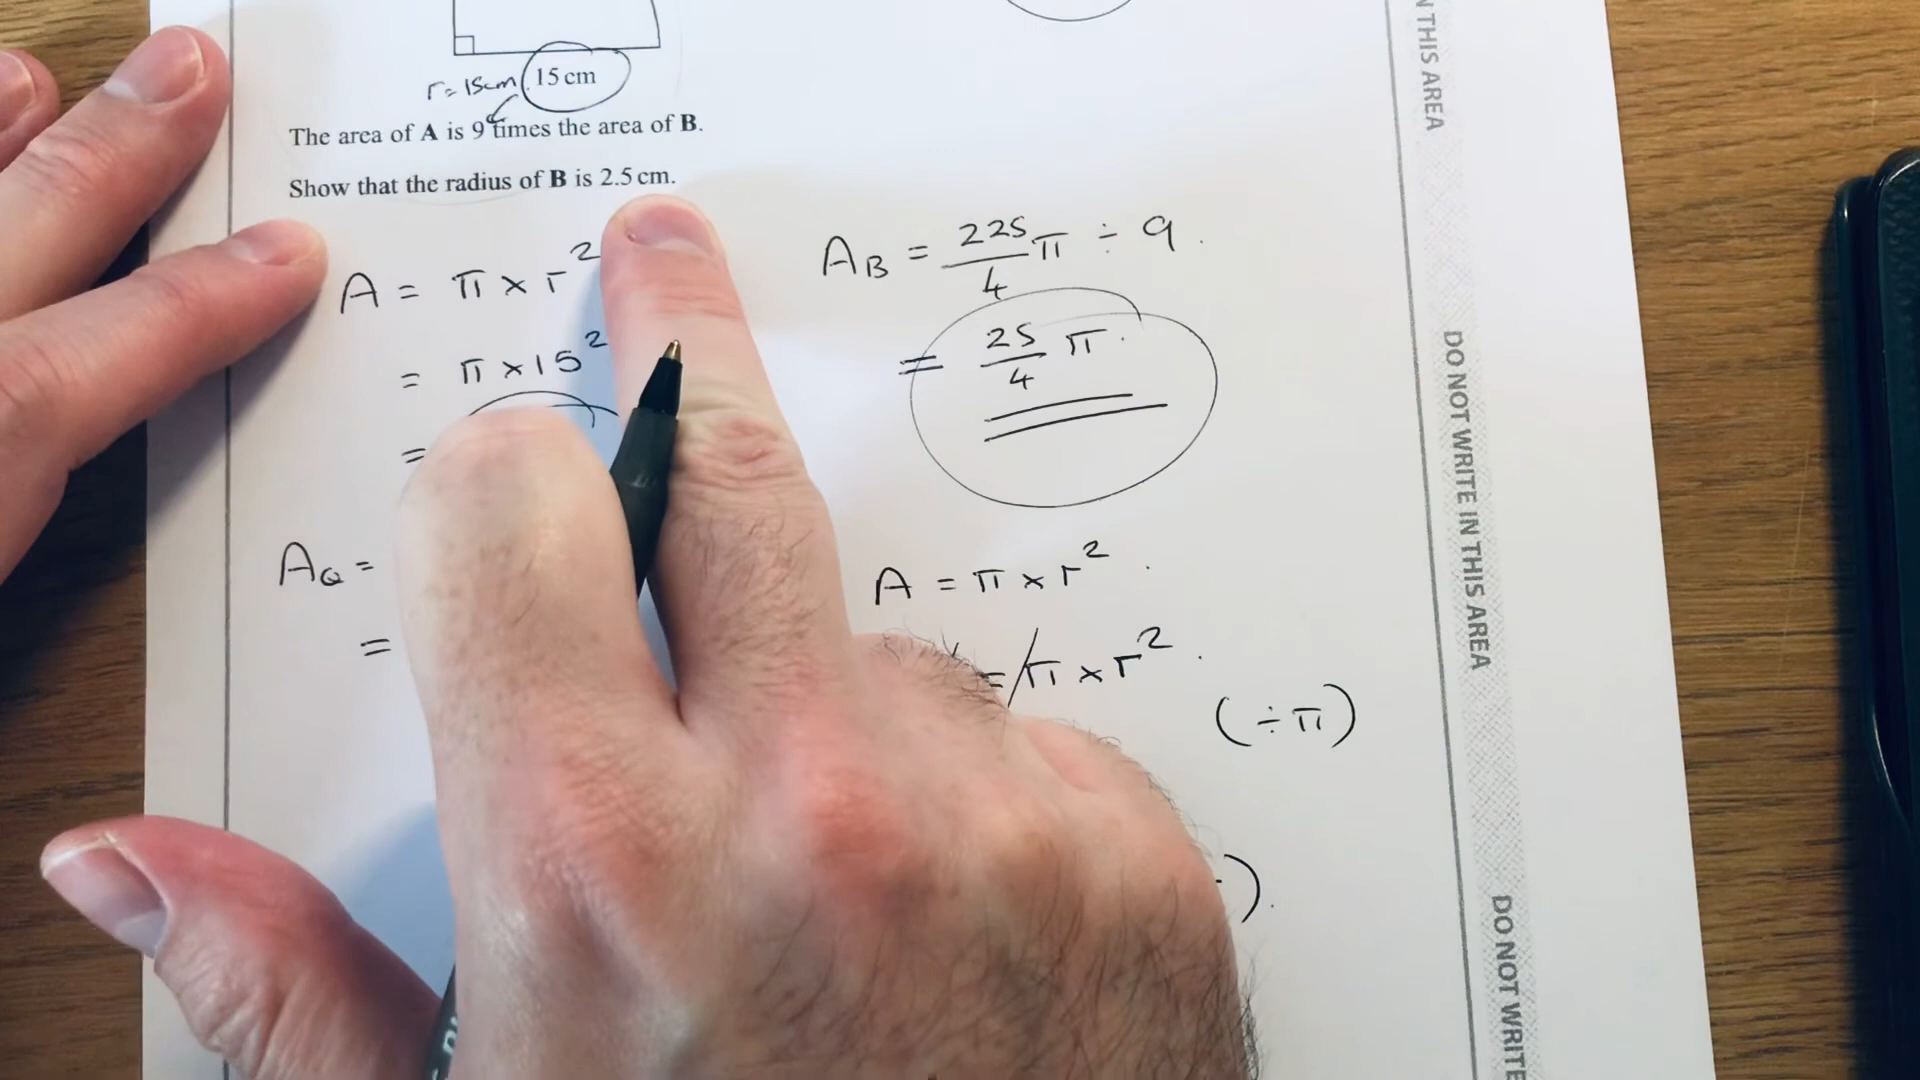 r = 15cm 15 cm
The area of A is 9 times the area of B.
Show that the radius of B is 2.5 cm.
A = π × r²
= π × 15²
=
A_Q =
=
A_B = 225/4 π ÷ 9
= 25/4 π
A = π × r²
= π × r²
(÷ π)
)
N THIS AREA
DO NOT WRITE IN THIS AREA
DO NOT WRITE